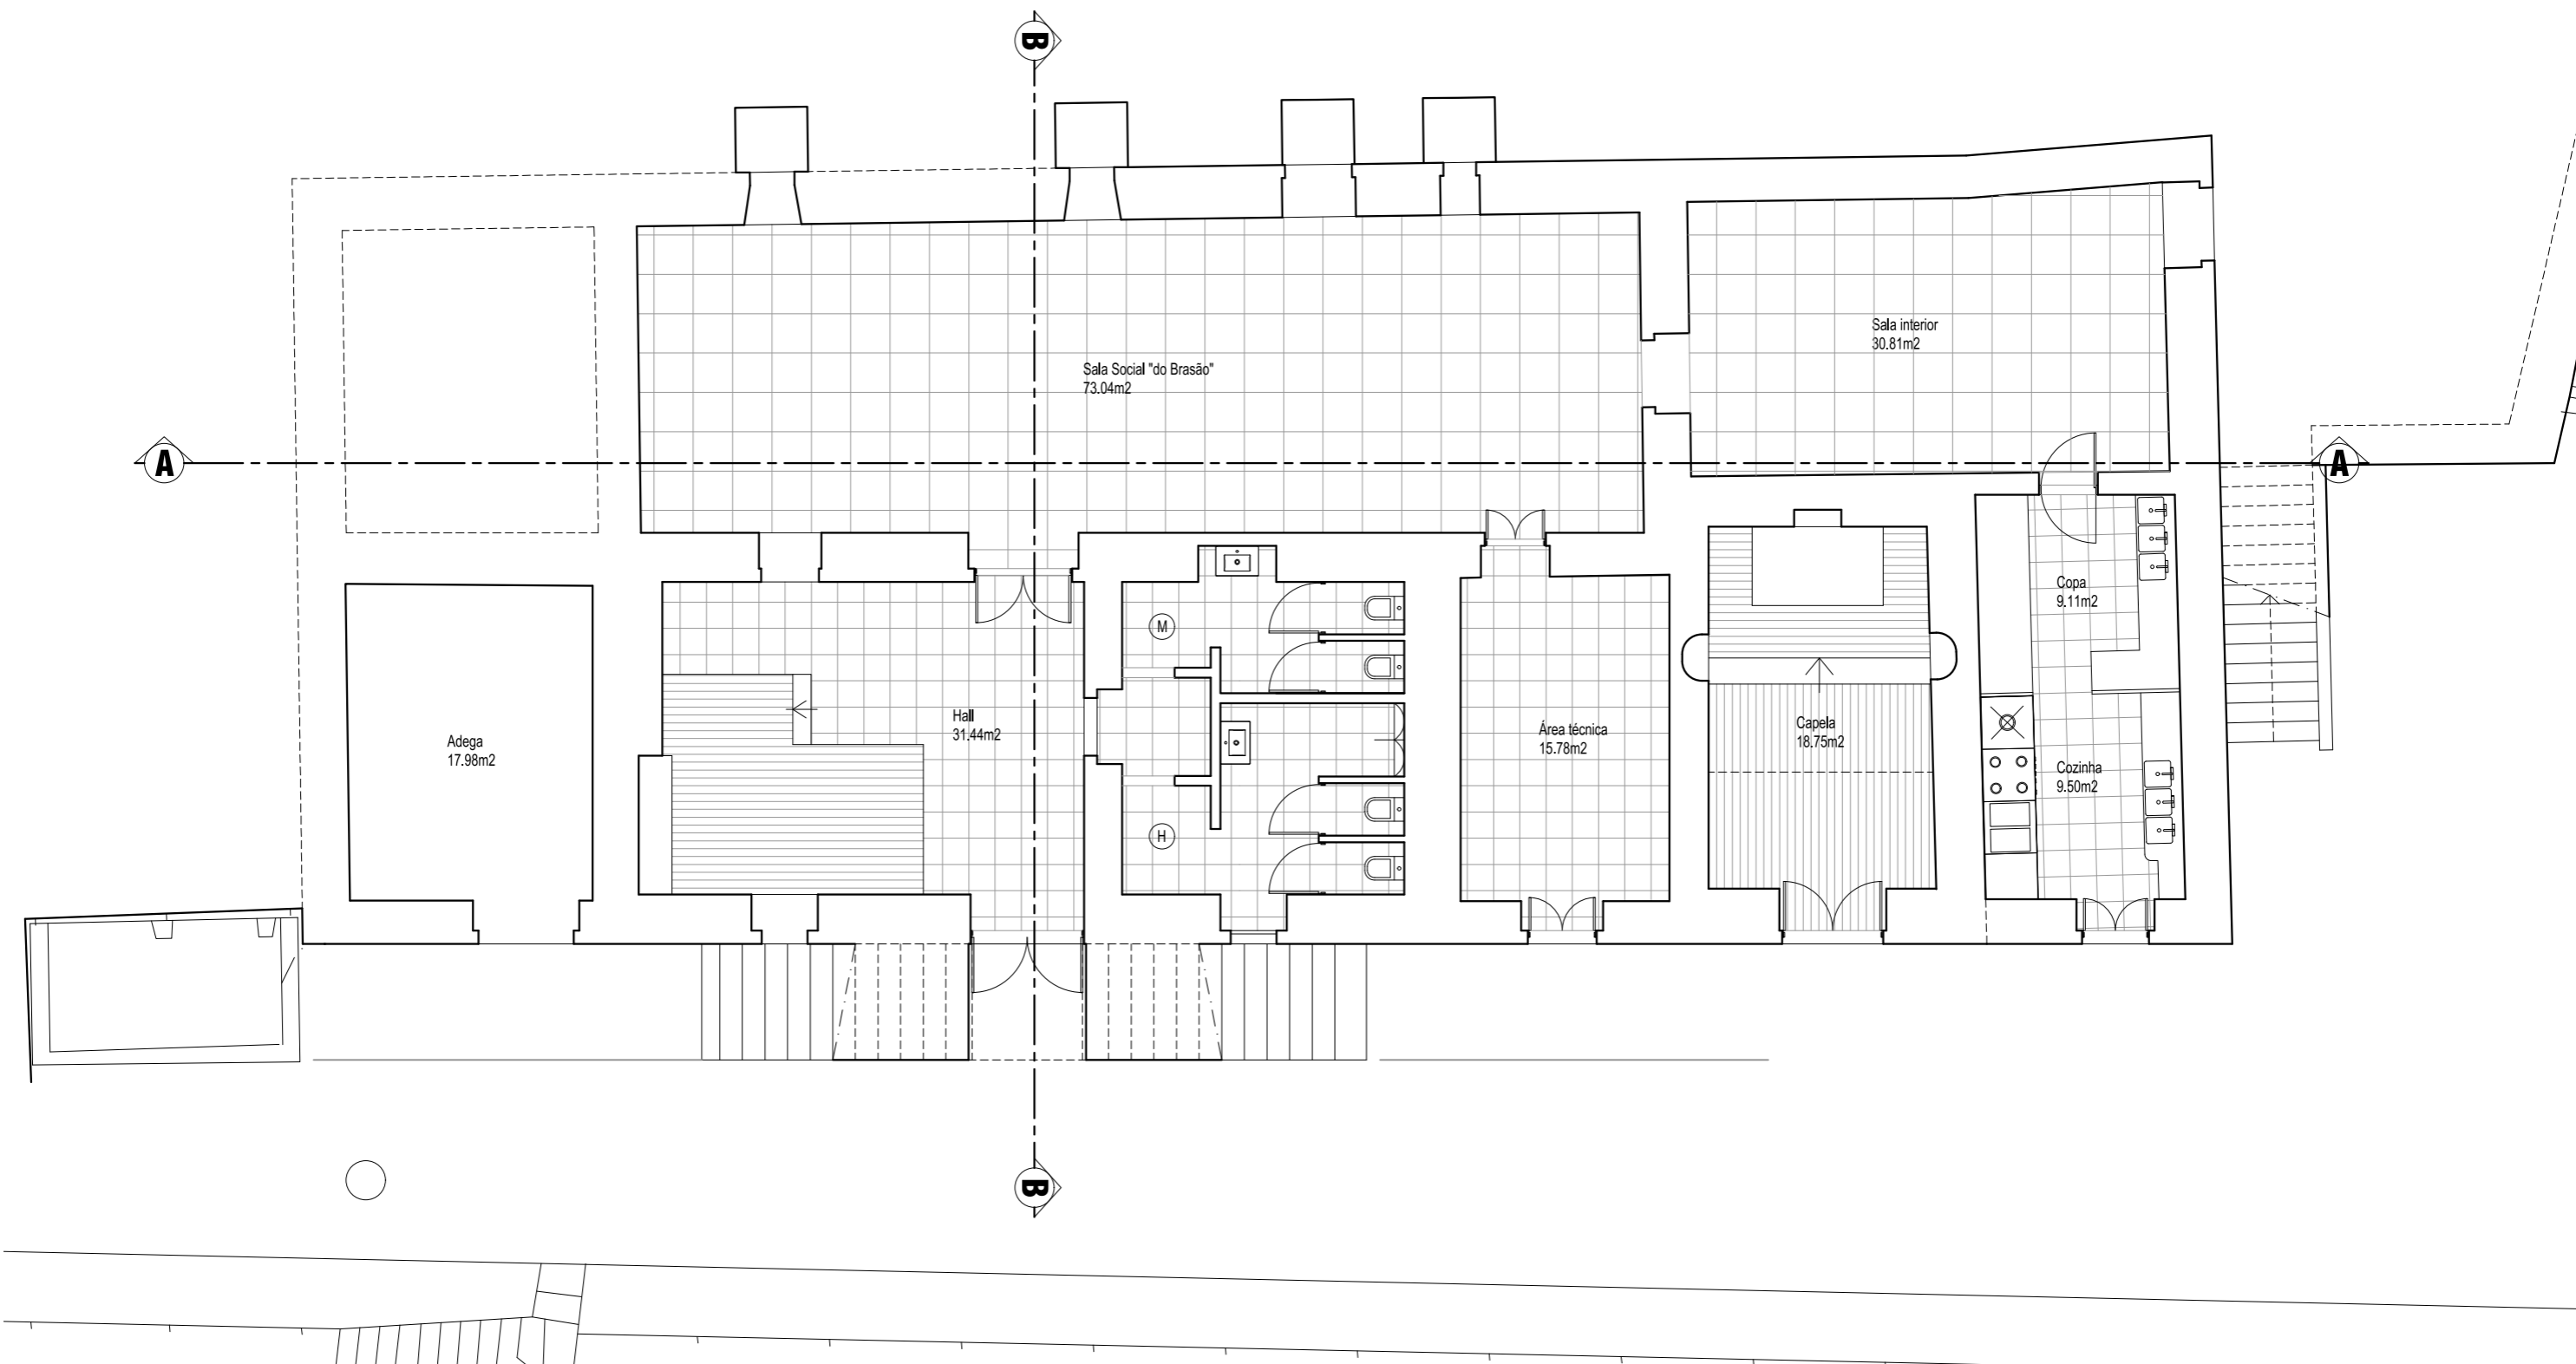 B
Sala interior
30.81m2
Sala Social "do Brasão"
73.04m2
A
A
Copa
9.11m2
M
Hall
31.44m2
Área técnica
15.78m2
Capela
18.75m2
Adega
17.98m2
Cozinha
9.50m2
H
B